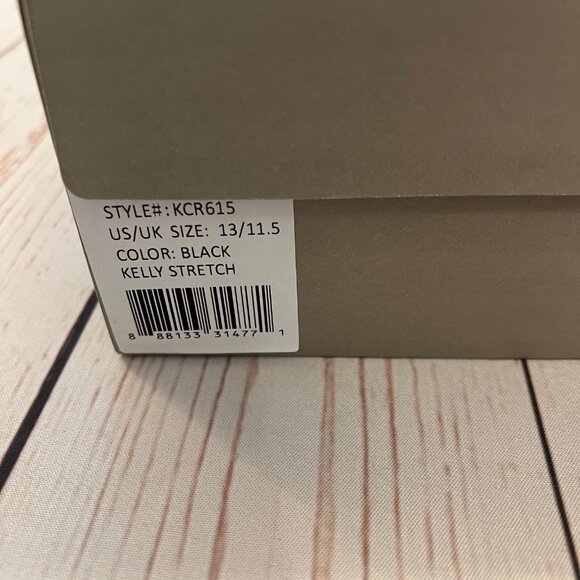 STYLE#: KCR615
US/UK SIZE: 13/11.5
COLOR: BLACK
KELLY STRETCH
8 88133 31477 1